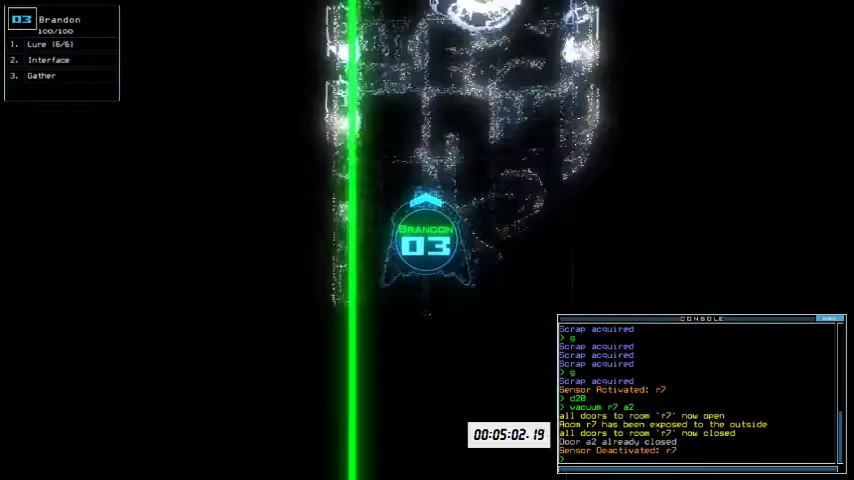 03 Brandon
100/100
1. Lure (6/6)
2. Interface
3. Gather
BRANDON
03
CONSOLE
Scrap acquired
> g
Scrap acquired
Scrap acquired
Scrap acquired
> g
Scrap acquired
Sensor Activated: r7
> d20
> vacuum r7 a2
all doors to room `r7` now open
Room r7 has been exposed to the outside
all doors to room `r7` now closed
Door a2 already closed
Sensor Deactivated: r7
>
00:05:02.19